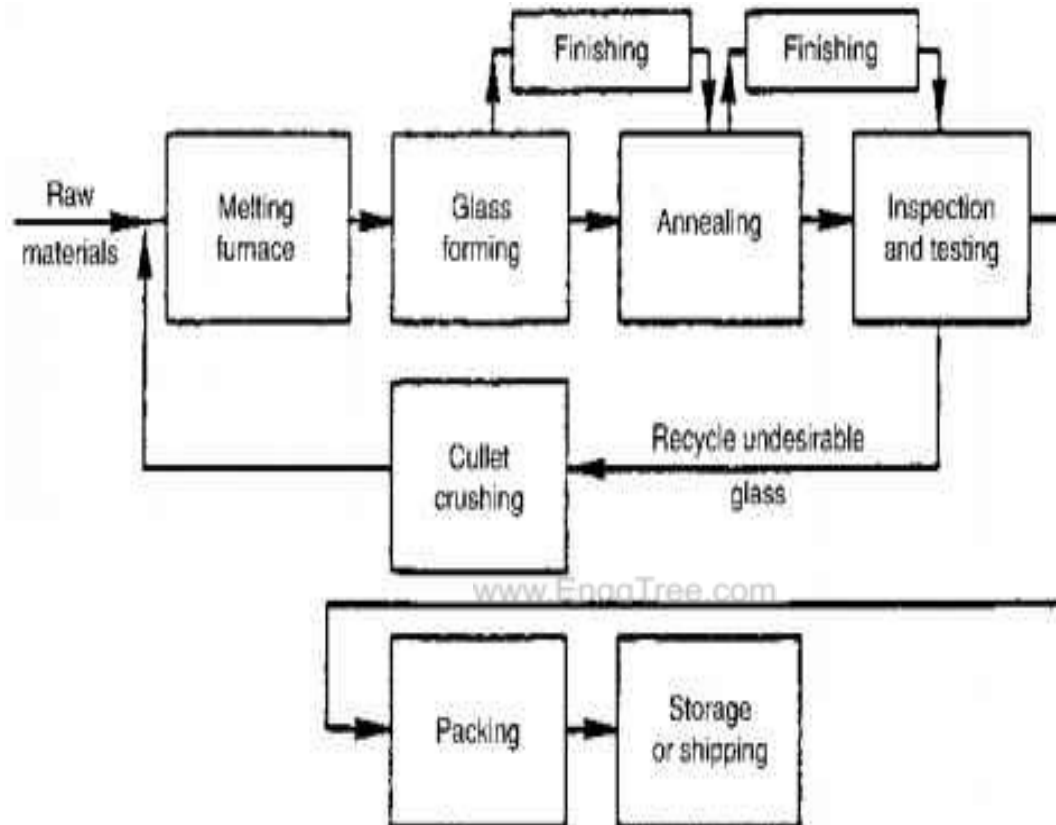 Finishing
Finishing
Raw
materials
Melting
furnace
Glass
forming
Annealing
Inspection
and testing
Cullet
crushing
Recycle undesirable
glass
www.EnggTree.com
Packing
Storage
or shipping